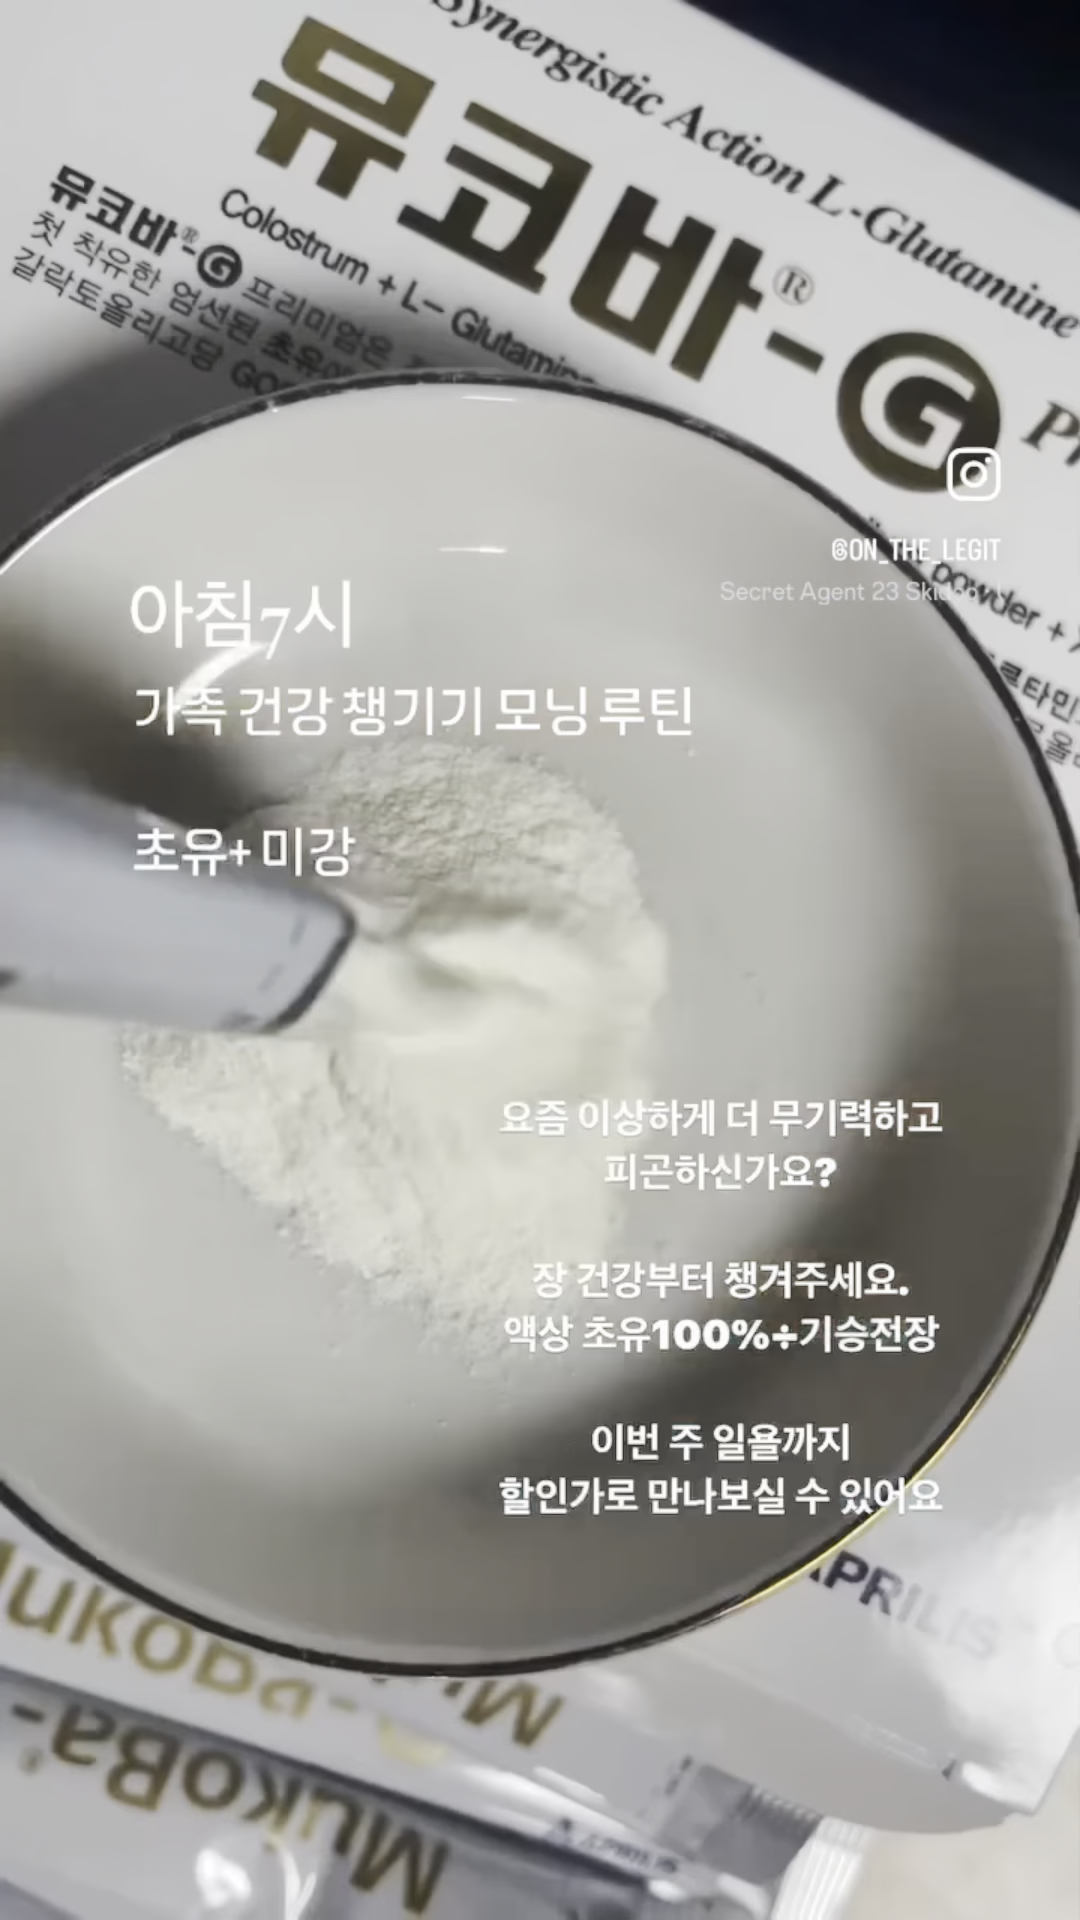 Synergistic Action L-Glutamine
뮤코바®-G
Colostrum + L- Glutamine
뮤코바®-G 프리미엄은
첫 착유한 엄선된 초유
갈락토올리고당
@ON_THE_LEGIT
Secret Agent 23
powder +
아침7시
가족 건강 챙기기 모닝 루틴
초유+ 미강
요즘 이상하게 더 무기력하고
피곤하신가요?
장 건강부터 챙겨주세요.
액상 초유100%÷기승전장
이번 주 일욜까지
할인가로 만나보실 수 있어요
APRILIS
MukoBa-
MukoBa-